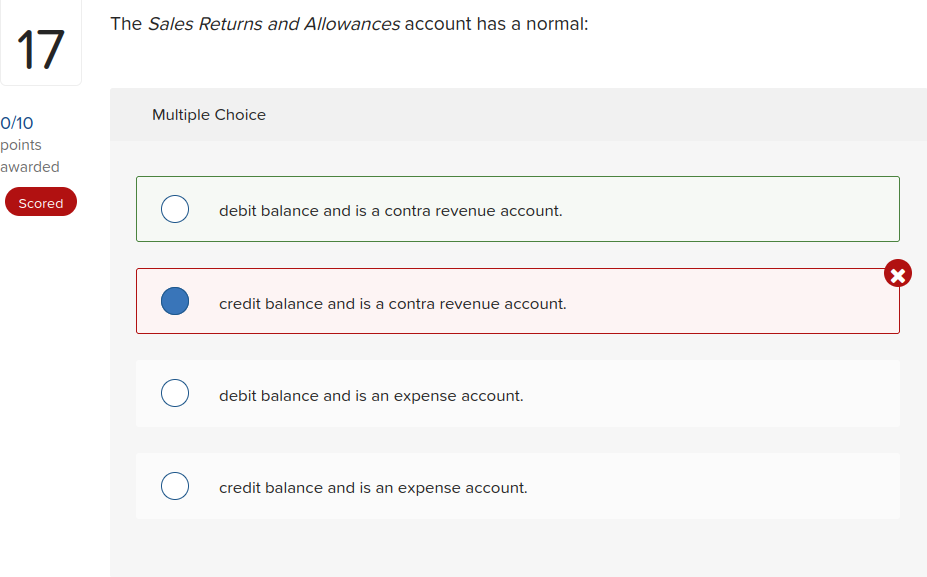 17
The Sales Returns and Allowances account has a normal:
0/10
points
awarded
Scored
Multiple Choice
debit balance and is a contra revenue account.
credit balance and is a contra revenue account.
debit balance and is an expense account.
credit balance and is an expense account.